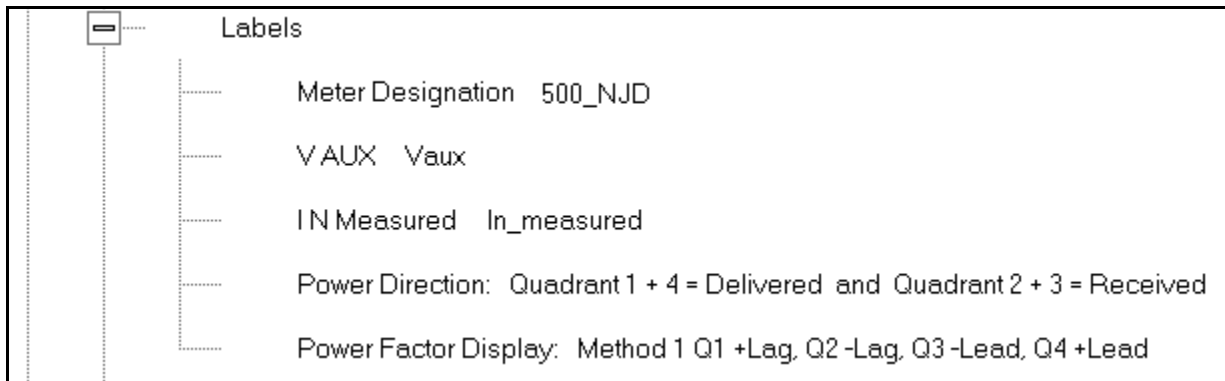 Labels
Meter Designation 500_NJD
V AUX Vaux
I N Measured In_measured
Power Direction: Quadrant 1 + 4 = Delivered and Quadrant 2 + 3 = Received
Power Factor Display: Method 1 Q1 +Lag, Q2 -Lag, Q3 -Lead, Q4 +Lead